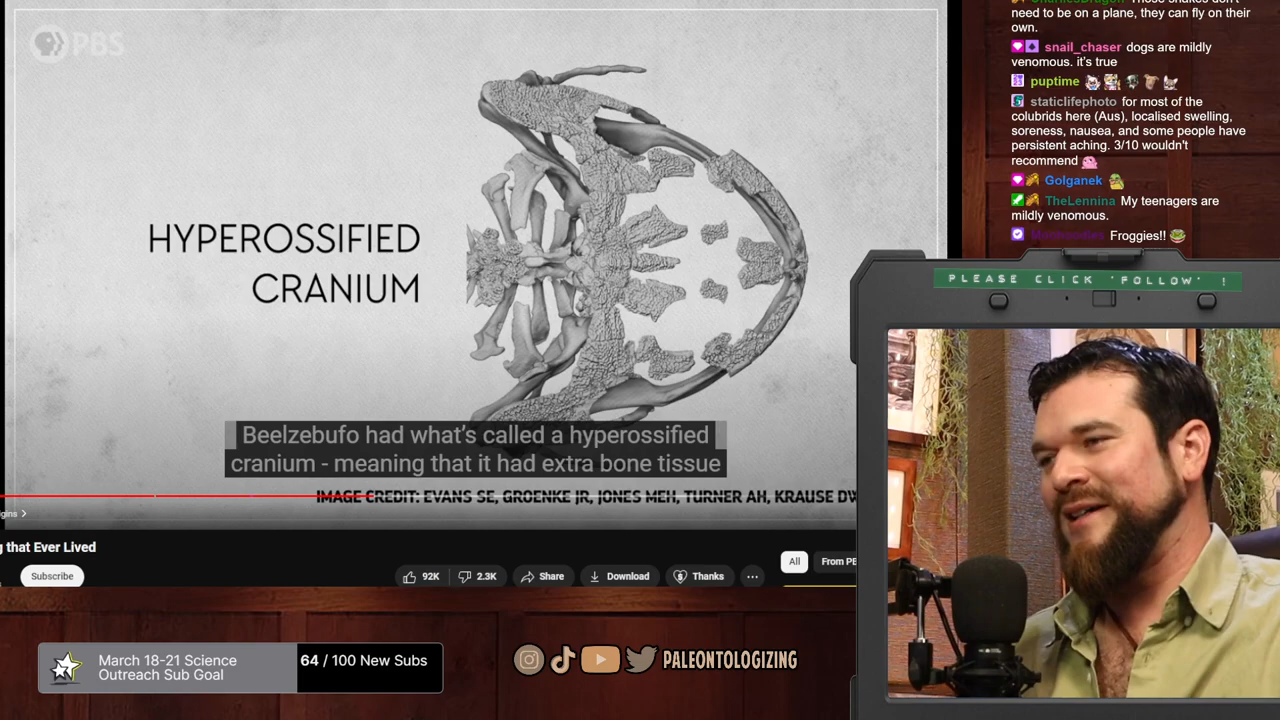 PBS
HYPEROSSIFIED
CRANIUM
Beelzebufo had what's called a hyperossified
cranium - meaning that it had extra bone tissue
IMAGE CREDIT: EVANS SE, GROENKE JR, JONES MEH, TURNER AH, KRAUSE DW
gins >
g that Ever Lived
Subscribe
92K
2.3K
Share
Download
Thanks
All
From PB
need to be on a plane, they can fly on their
own.
snail_chaser dogs are mildly
venomous. it's true
puptime
staticlifephoto for most of the
colubrids here (Aus), localised swelling,
soreness, nausea, and some people have
persistent aching. 3/10 wouldn't
recommend
Golganek
TheLennina My teenagers are
mildly venomous.
Froggies!!
PLEASE CLICK 'FOLLOW' !
March 18-21 Science
Outreach Sub Goal
64 / 100 New Subs
PALEONTOLOGIZING